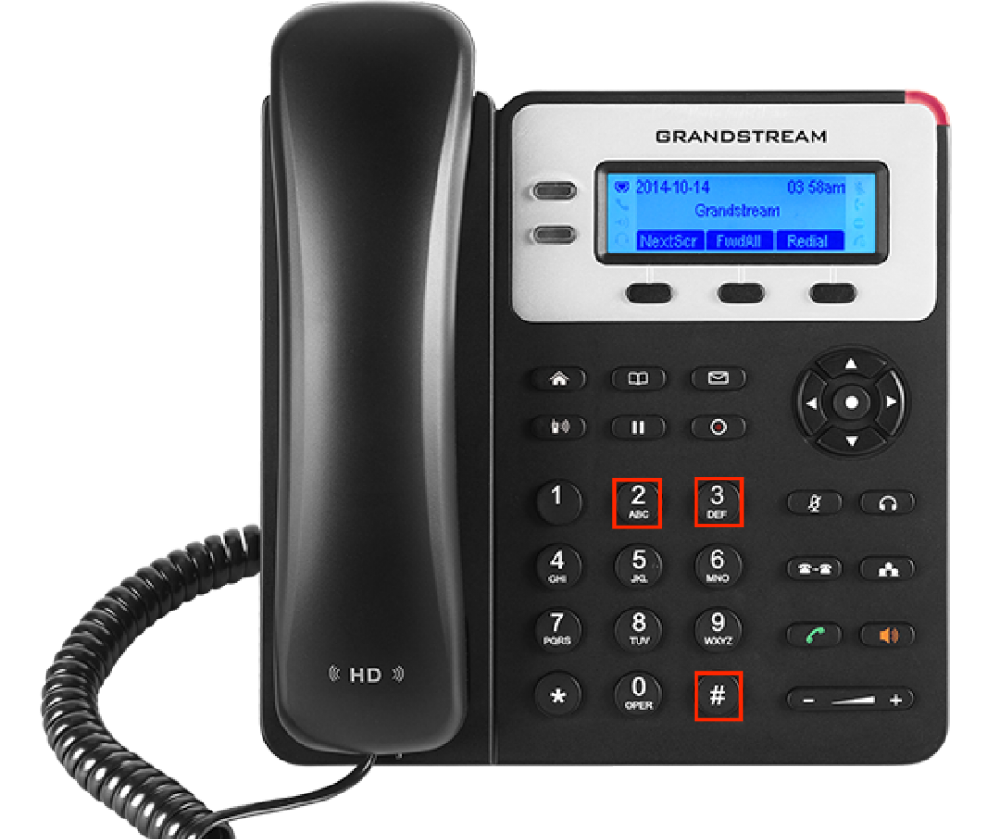 GRANDSTREAM
2014-10-14 03 58am
Grandstream
NextScr FwdAll Redial
1 2 3
ABC DEF
4 5 6
GHI JKL MNO
7 8 9
PQRS TUV WXYZ
* 0 #
OPER
- +
HD